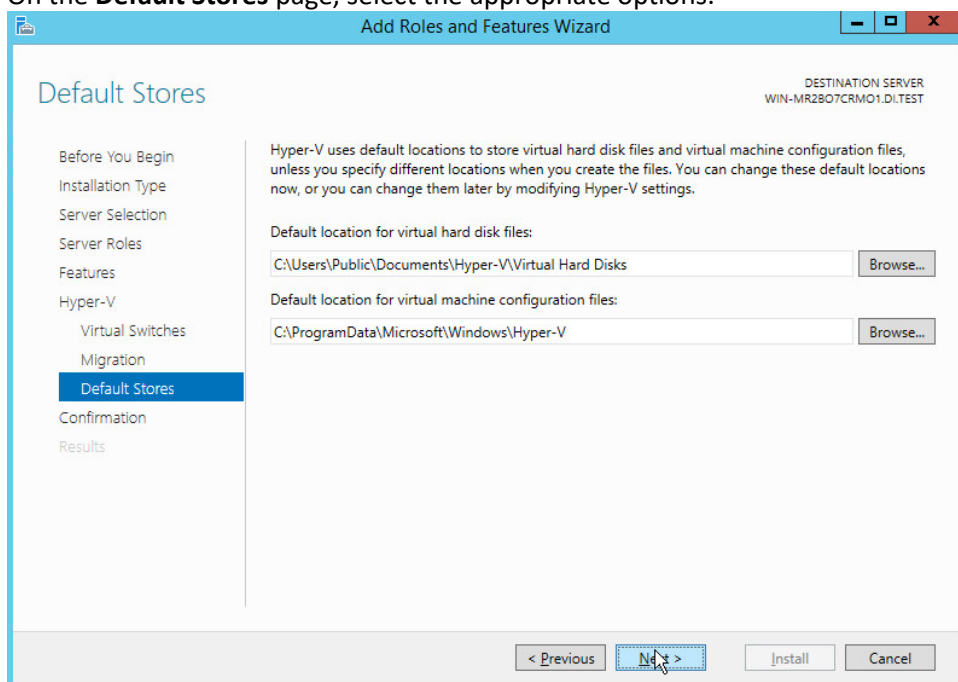 On the Default Stores page, select the appropriate options.
Add Roles and Features Wizard
Default Stores
DESTINATION SERVER
WIN-MR2BO7CRMO1.DI.TEST
Before You Begin
Installation Type
Server Selection
Server Roles
Features
Hyper-V
Virtual Switches
Migration
Default Stores
Confirmation
Results
Hyper-V uses default locations to store virtual hard disk files and virtual machine configuration files,
unless you specify different locations when you create the files. You can change these default locations
now, or you can change them later by modifying Hyper-V settings.
Default location for virtual hard disk files:
C:\Users\Public\Documents\Hyper-V\Virtual Hard Disks
Browse...
Default location for virtual machine configuration files:
C:\ProgramData\Microsoft\Windows\Hyper-V
Browse...
< Previous
Next >
Install
Cancel